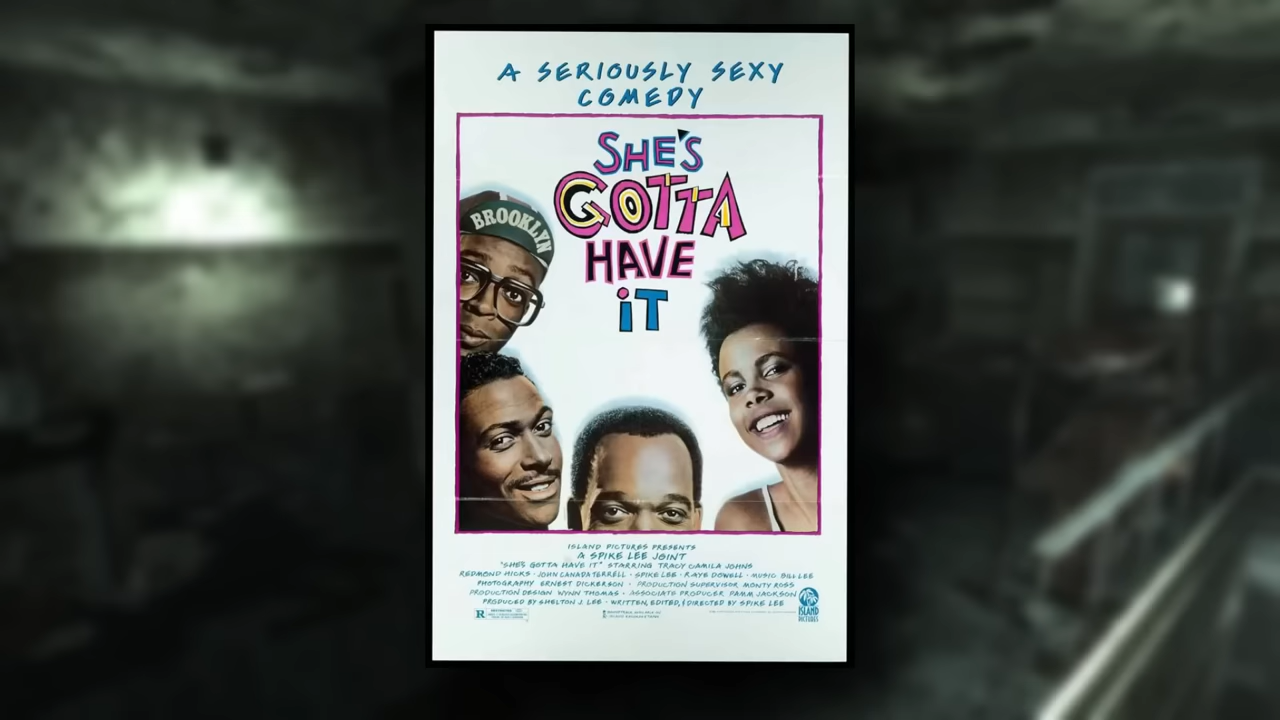 A SERIOUSLY SEXY
COMEDY
SHE'S
GOTTA
HAVE
iT
BROOKLYN
ISLAND PICTURES PRESENTS
A SPIKE LEE JOINT
"SHE'S GOTTA HAVE IT" STARRING TRACY CAMILA JOHNS
REDMOND HICKS · JOHN CANADA TERRELL · SPIKE LEE · RAYE DOWELL · MUSIC BILL LEE
PHOTOGRAPHY ERNEST DICKERSON · PRODUCTION SUPERVISOR MONTY ROSS
PRODUCTION DESIGN WYNN THOMAS · ASSOCIATE PRODUCER PAMM JACKSON
PRODUCED BY SHELTON J. LEE · WRITTEN, EDITED, & DIRECTED BY SPIKE LEE
R
ISLAND
PICTURES